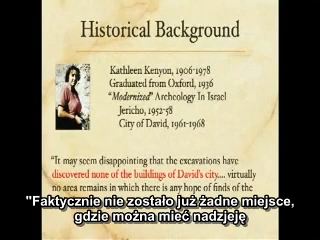 Historical Background
Kathleen Kenyon, 1906-1978
Graduated from Oxford, 1936
"Modernized" Archeology In Israel
Jericho, 1952-58
City of David, 1961-1968
"It may seem disappointing that the excavations have
discovered none of the buildings of David's city.... virtually
no area remains in which there is any hope of finds of the
"Faktycznie nie zostało już żadne miejsce,
gdzie można mieć nadzjeję